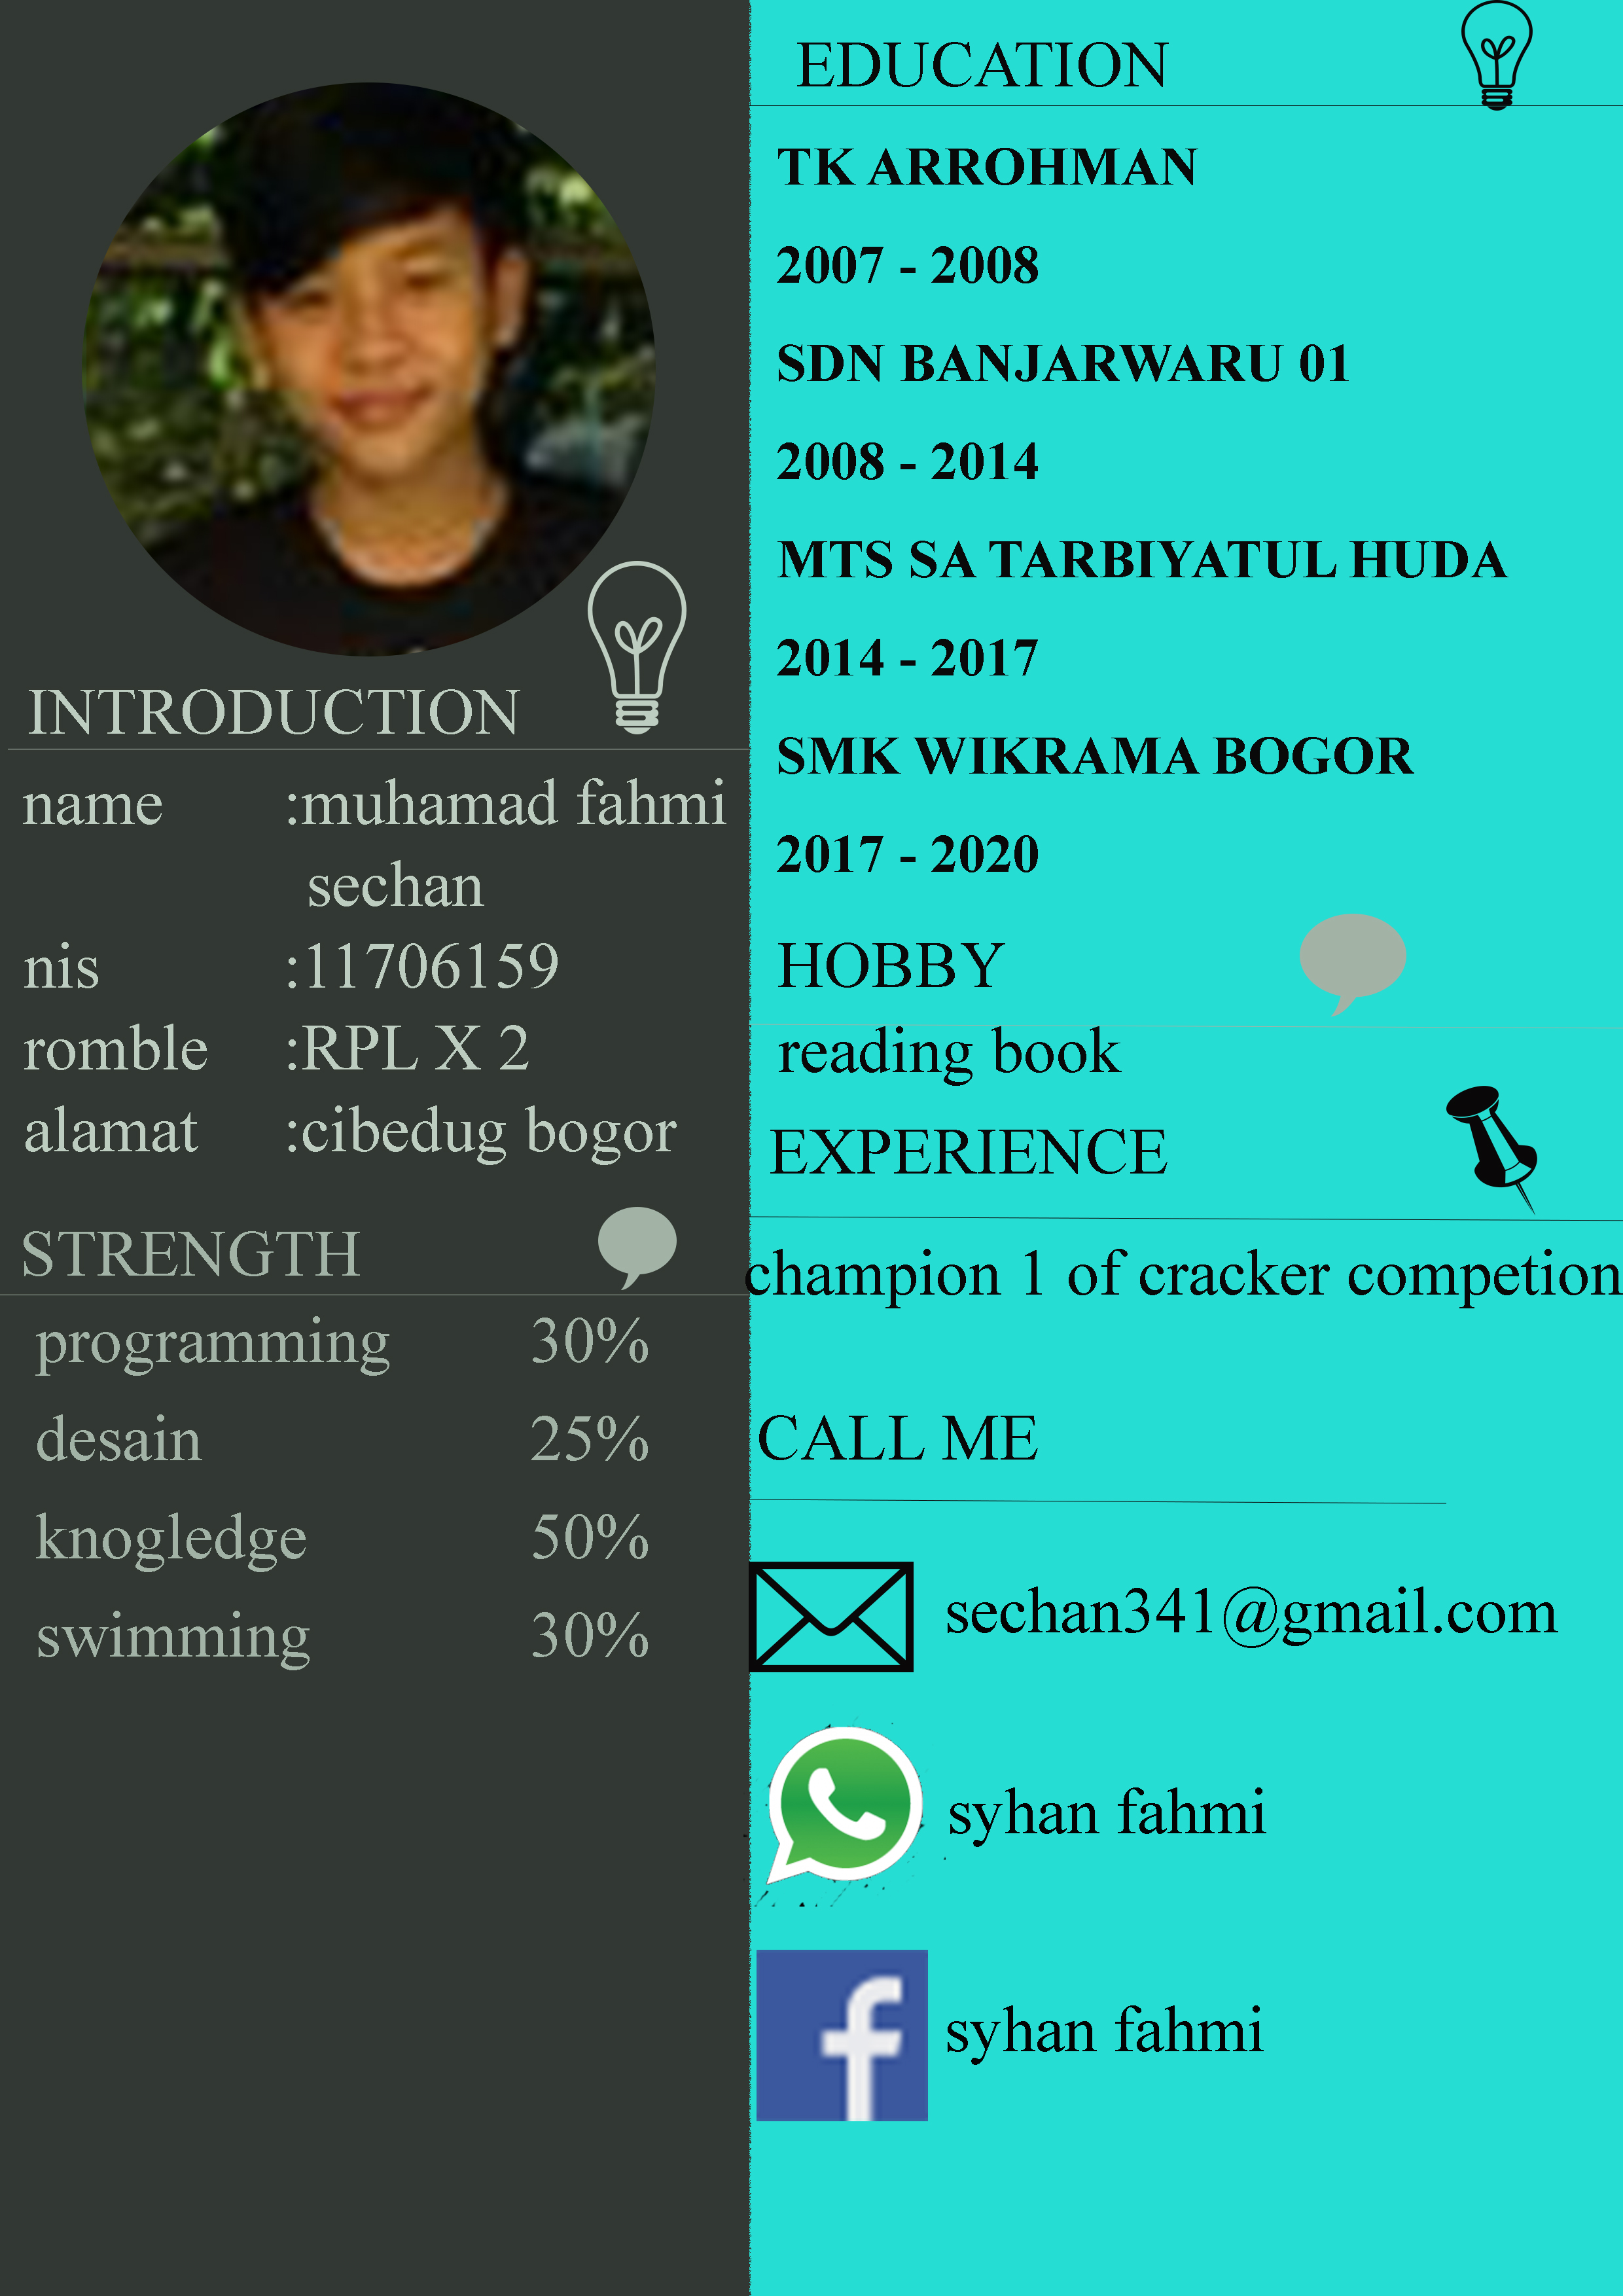 INTRODUCTION
name :muhamad fahmi
sechan
nis :11706159
romble :RPL X 2
alamat :cibedug bogor
STRENGTH
programming 30%
desain 25%
knogledge 50%
swimming 30%
EDUCATION
TK ARROHMAN
2007 - 2008
SDN BANJARWARU 01
2008 - 2014
MTS SA TARBIYATUL HUDA
2014 - 2017
SMK WIKRAMA BOGOR
2017 - 2020
HOBBY
reading book
EXPERIENCE
champion 1 of cracker competion
CALL ME
sechan341@gmail.com
syhan fahmi
syhan fahmi